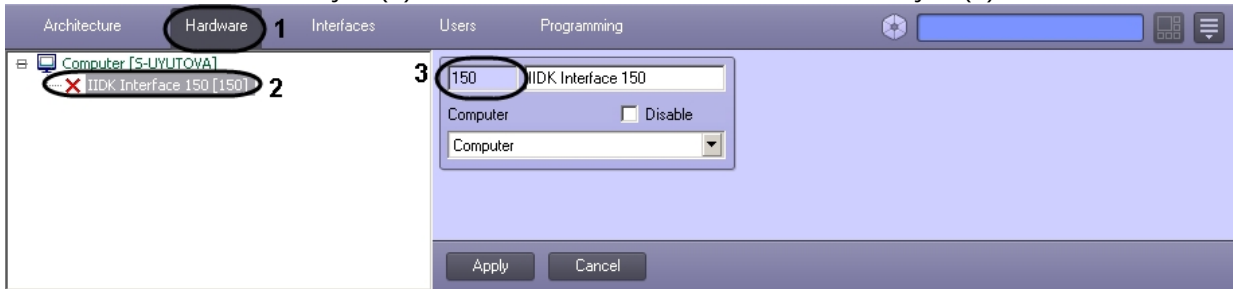 Architecture Hardware 1 Interfaces Users Programming
Computer [S-UYUTOVA]
IIDK Interface 150 [150] 2
3 150 IIDK Interface 150
Computer Disable
Computer
Apply Cancel